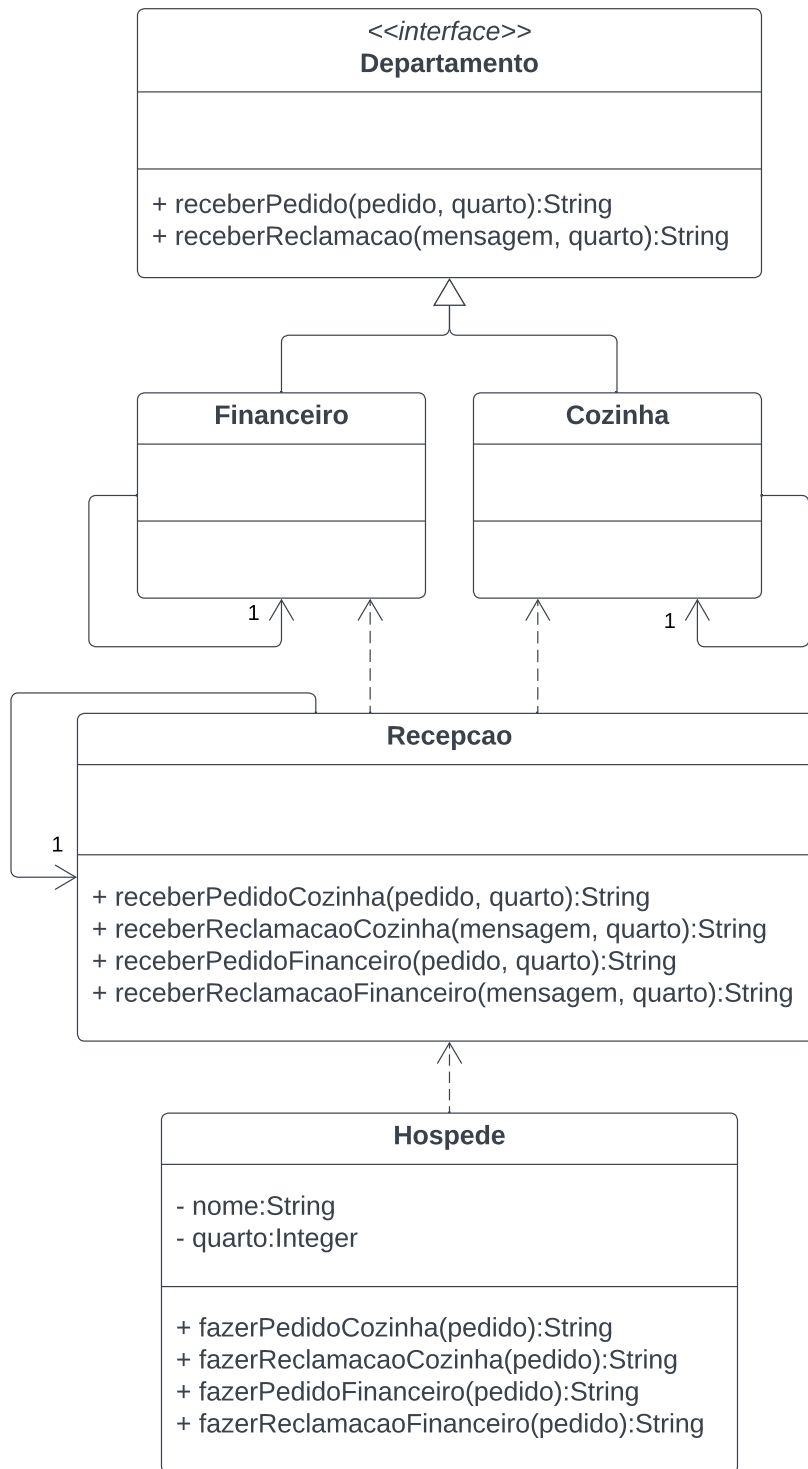 <<interface>>
Departamento
+ receberPedido(pedido, quarto):String
+ receberReclamacao(mensagem, quarto):String
Financeiro
Cozinha
1
1
Recepcao
1
+ receberPedidoCozinha(pedido, quarto):String
+ receberReclamacaoCozinha(mensagem, quarto):String
+ receberPedidoFinanceiro(pedido, quarto):String
+ receberReclamacaoFinanceiro(mensagem, quarto):String
Hospede
- nome:String
- quarto:Integer
+ fazerPedidoCozinha(pedido):String
+ fazerReclamacaoCozinha(pedido):String
+ fazerPedidoFinanceiro(pedido):String
+ fazerReclamacaoFinanceiro(pedido):String